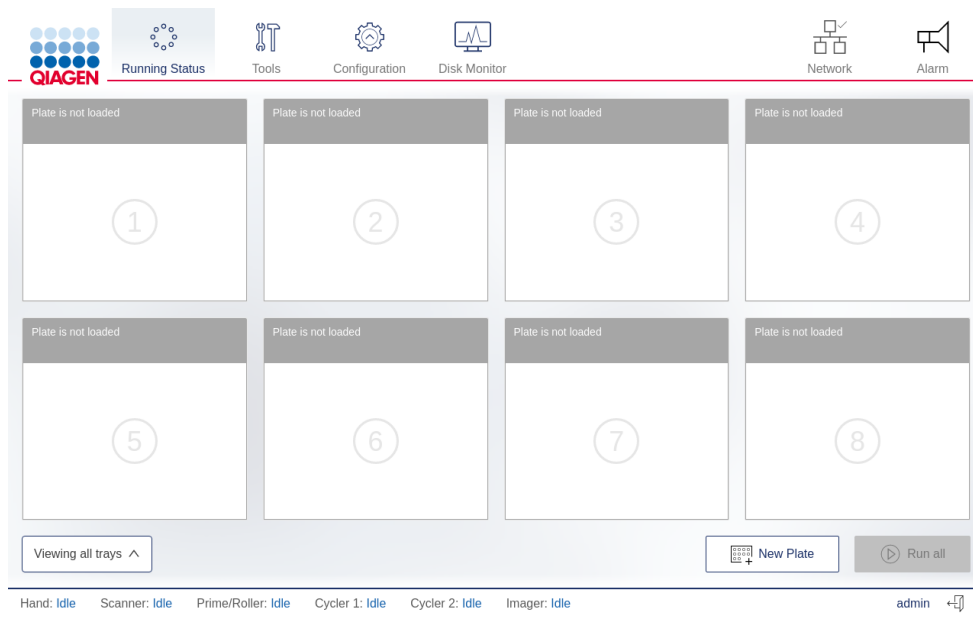 QIAGEN
Running Status
Tools
Configuration
Disk Monitor
Network
Alarm
Plate is not loaded
Plate is not loaded
Plate is not loaded
Plate is not loaded
1
2
3
4
Plate is not loaded
Plate is not loaded
Plate is not loaded
Plate is not loaded
5
6
7
8
Viewing all trays
New Plate
Run all
Hand: Idle
Scanner: Idle
Prime/Roller: Idle
Cycler 1: Idle
Cycler 2: Idle
Imager: Idle
admin